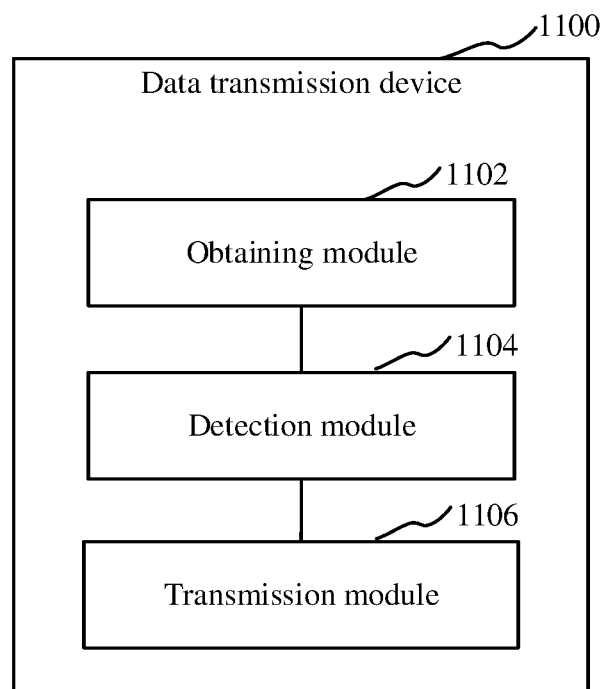 1100
Data transmission device
1102
Obtaining module
1104
Detection module
1106
Transmission module